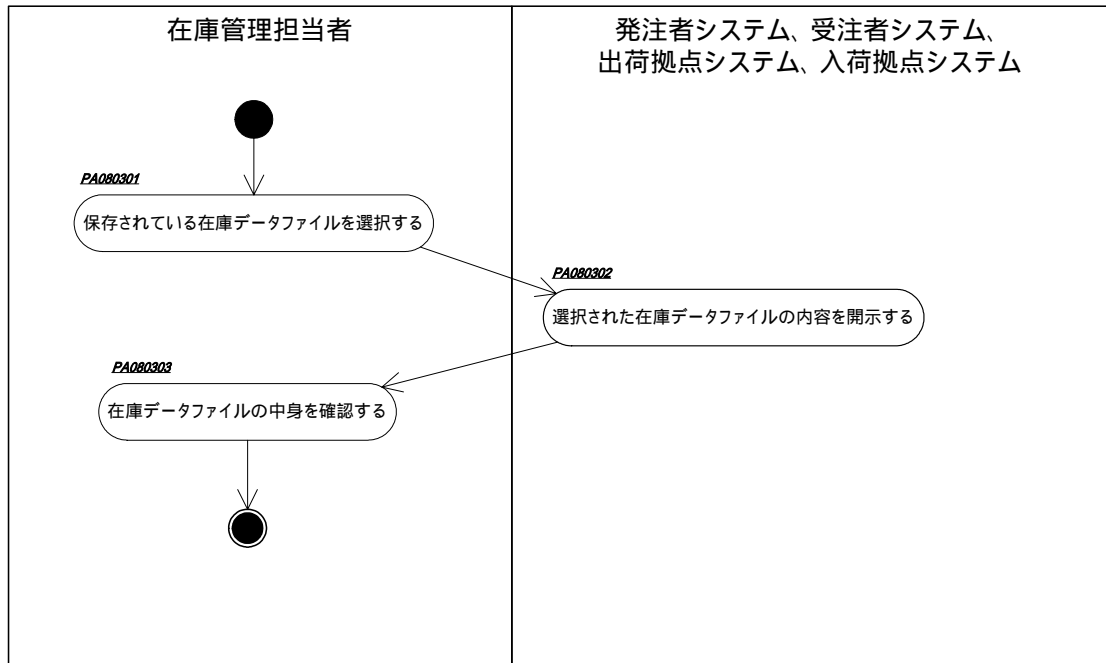 在庫管理担当者
発注者システム、受注者システム、
出荷拠点システム、入荷拠点システム
PA080301
保存されている在庫データファイルを選択する
PA080302
選択された在庫データファイルの内容を開示する
PA080303
在庫データファイルの中身を確認する